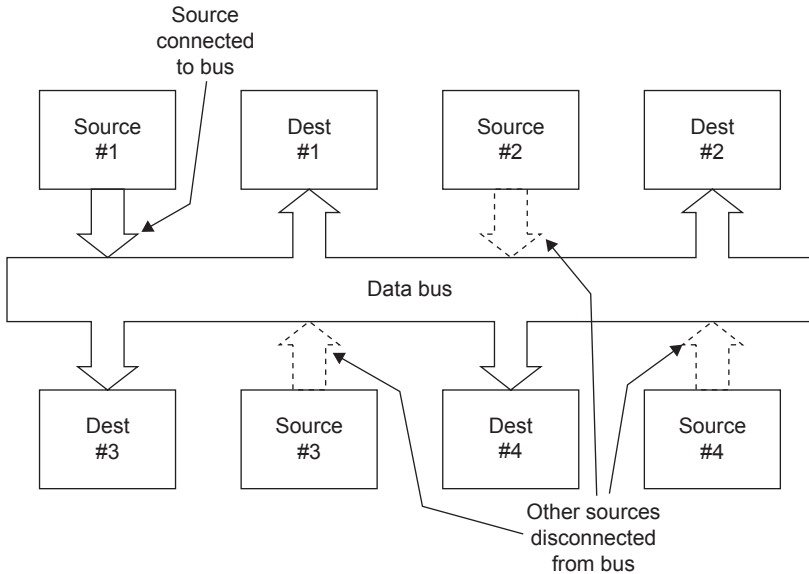 Source
connected
to bus
Source
#1
Dest
#1
Source
#2
Dest
#2
Data bus
Dest
#3
Source
#3
Dest
#4
Source
#4
Other sources
disconnected
from bus